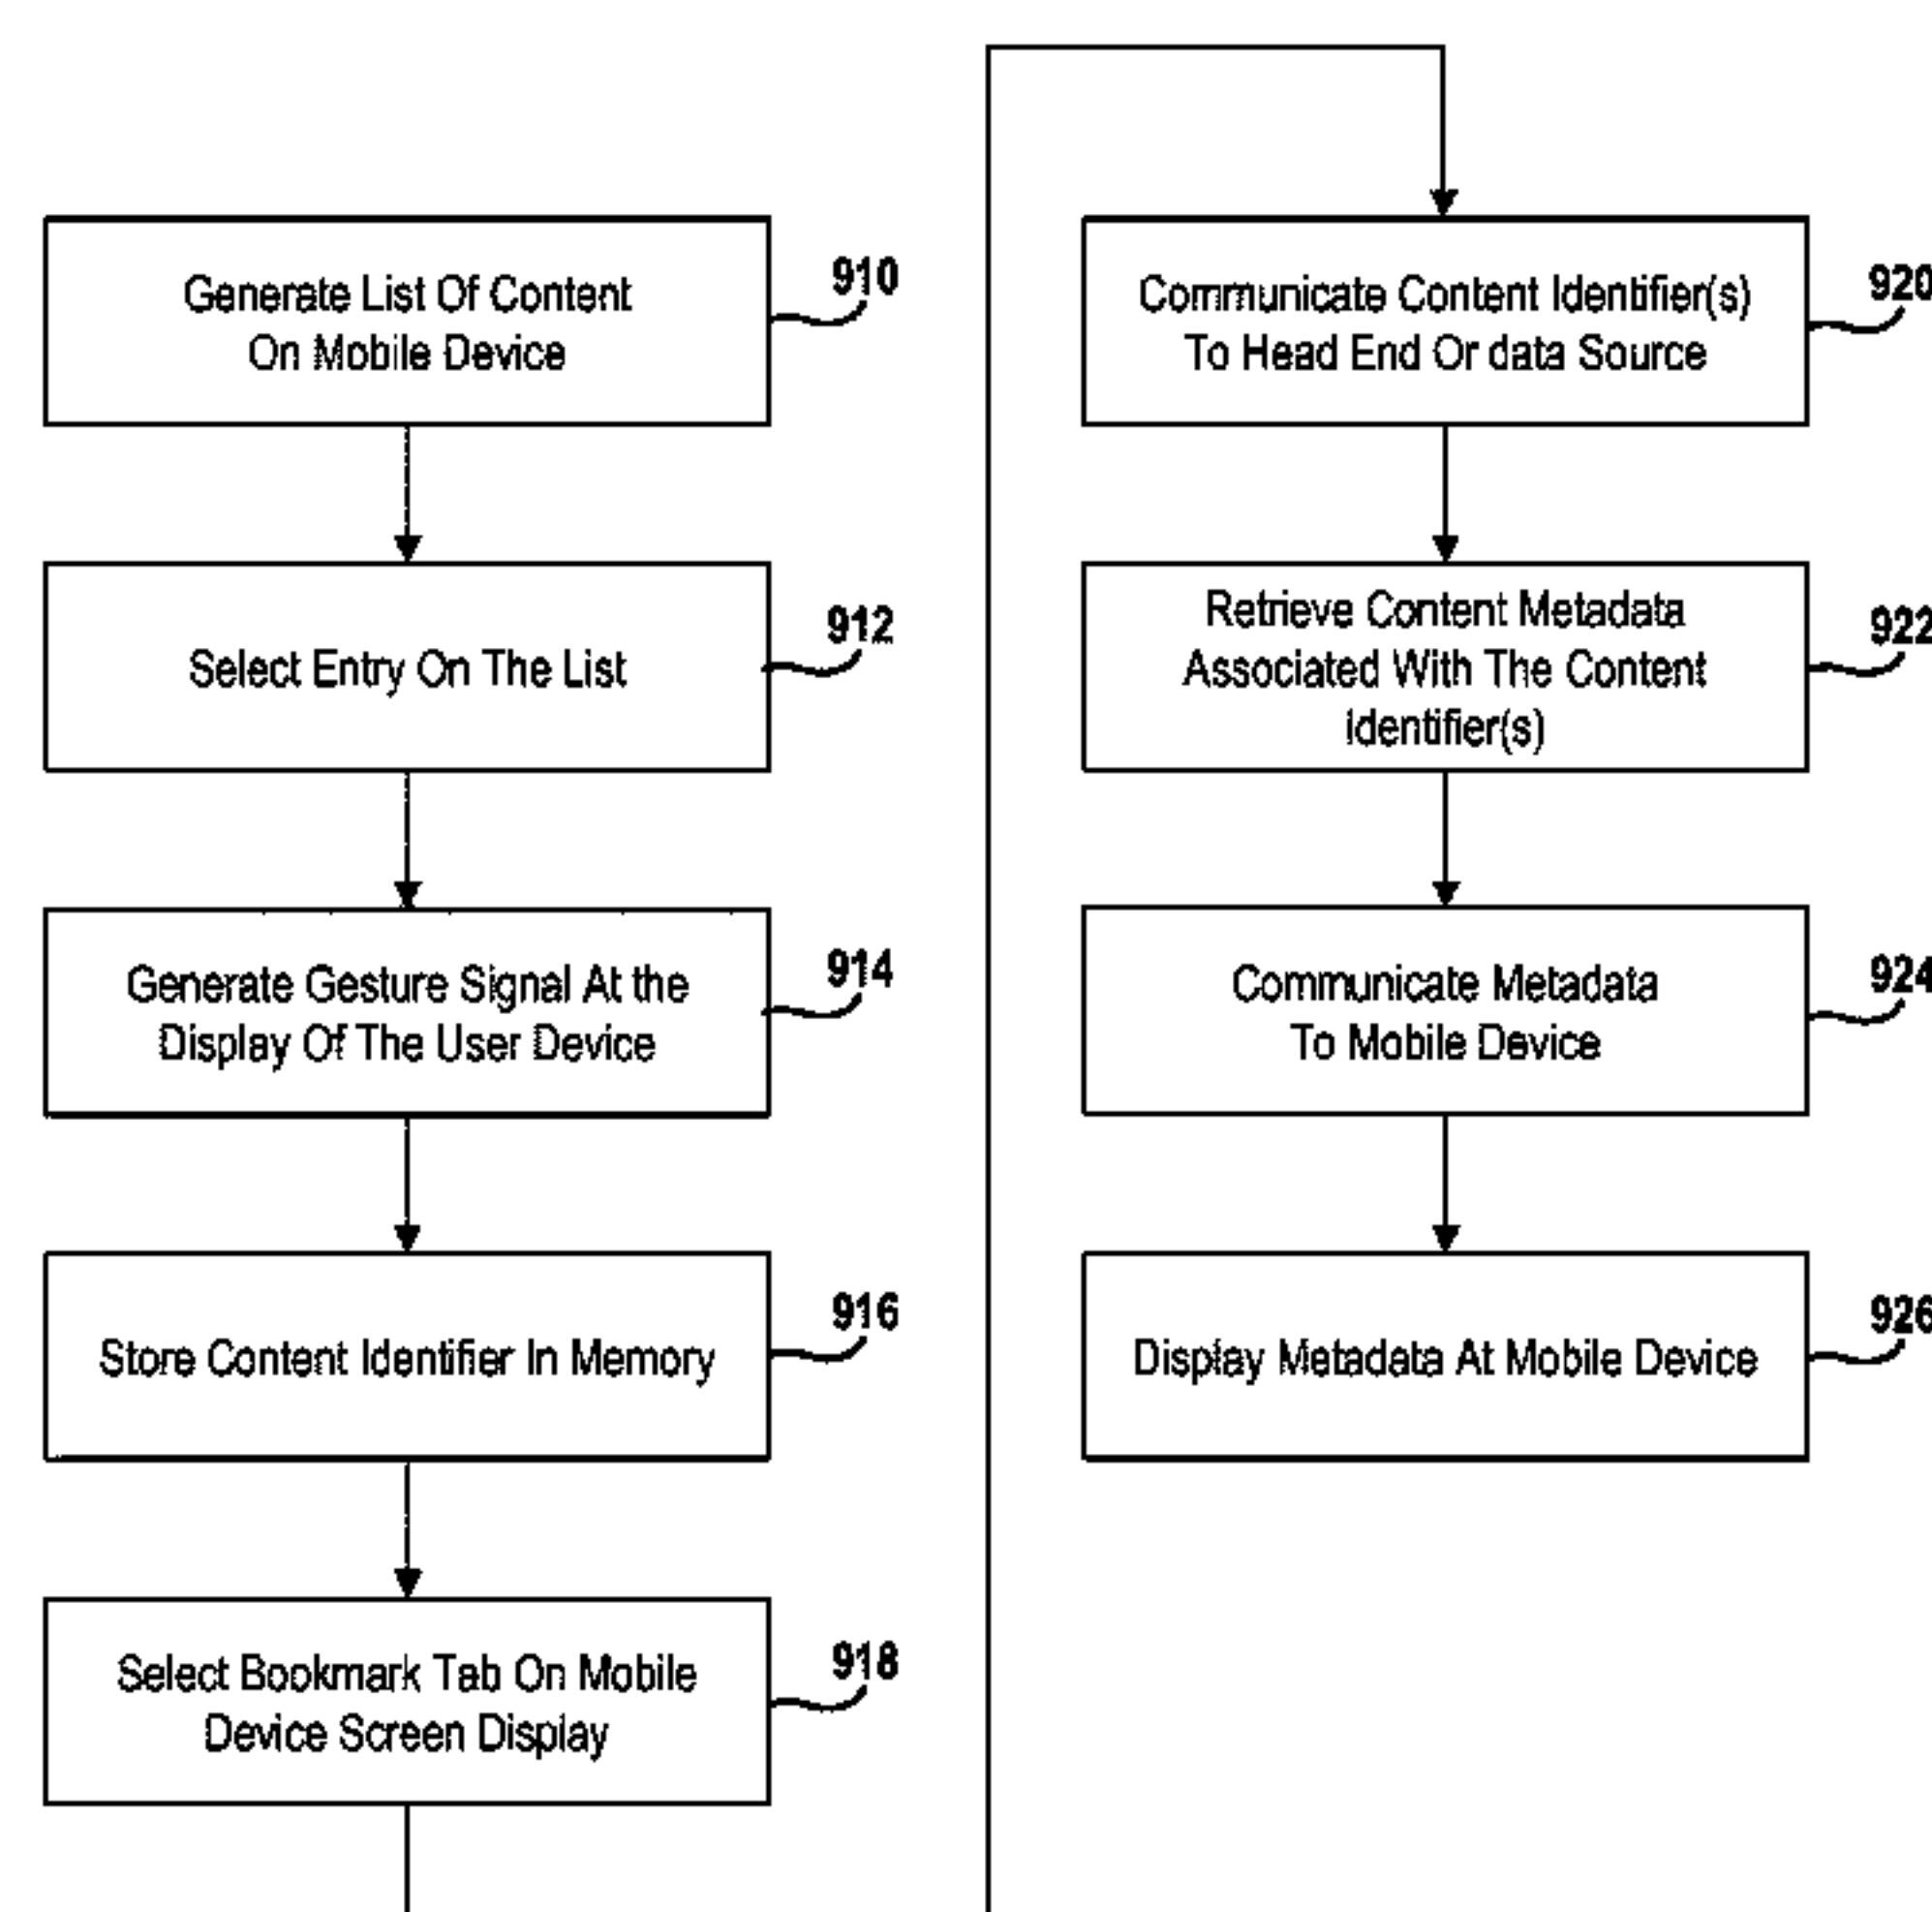 Generate List Of Content
On Mobile Device
910
Select Entry On The List
912
Generate Gesture Signal At the
Display Of The User Device
914
Store Content Identifier In Memory
916
Select Bookmark Tab On Mobile
Device Screen Display
918
Communicate Content Identifier(s)
To Head End Or data Source
920
Retrieve Content Metadata
Associated With The Content
Identifier(s)
922
Communicate Metadata
To Mobile Device
924
Display Metadata At Mobile Device
926